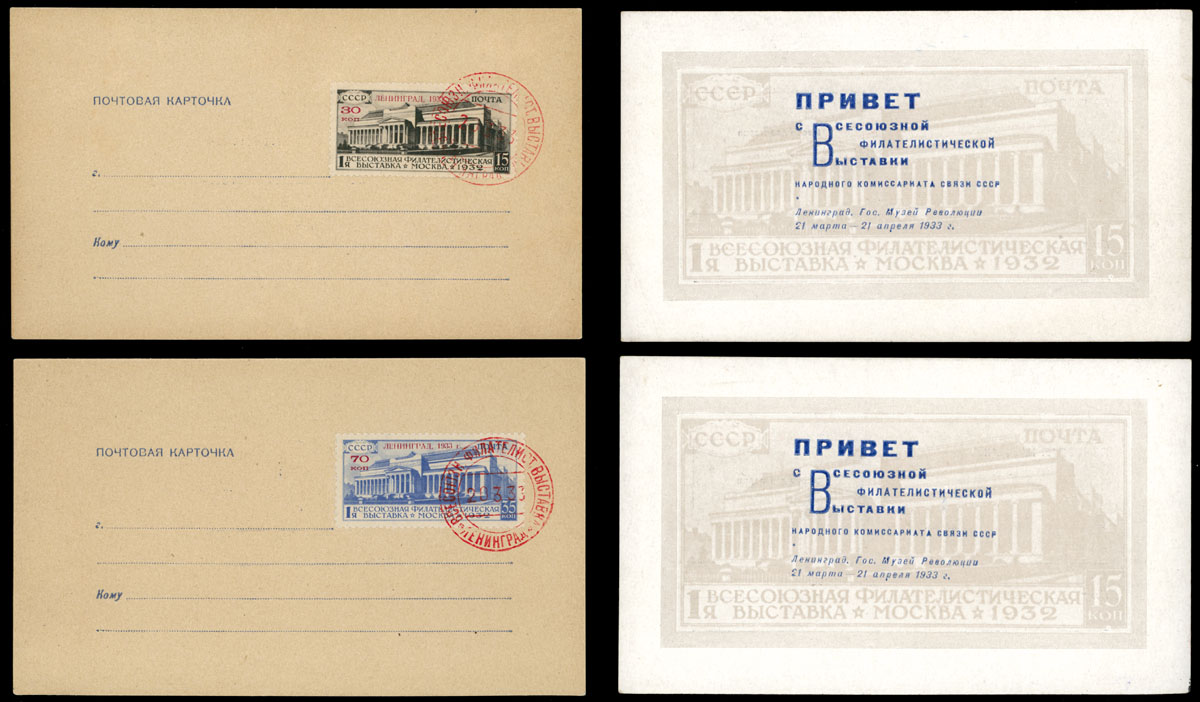 ПОЧТОВАЯ КАРТОЧКА
СССР ЛЕНИНГРАД, ПОЧТА
30
КОП
1Я ВСЕСОЮЗНАЯ ФИЛАТЕЛИСТИЧЕСКАЯ
ВЫСТАВКА ★ МОСКВА ★ 1932
15 КОП
г.
Кому
СССР ПОЧТА
ПРИВЕТ
с Всесоюзной
филателистической
Выставки
НАРОДНОГО КОМИССАРИАТА СВЯЗИ СССР
Ленинград. Гос. Музей Революции
21 марта — 21 апреля 1933 г.
1Я ВСЕСОЮЗНАЯ ФИЛАТЕЛИСТИЧЕСКАЯ
ВЫСТАВКА ☆ МОСКВА ☆ 1932
15 КОП
ПОЧТОВАЯ КАРТОЧКА
СССР ЛЕНИНГРАД, 1933 г.
70
КОП
1Я ВСЕСОЮЗНАЯ ФИЛАТЕЛИСТИЧЕСКАЯ
ВЫСТАВКА ★ МОСКВА 1932
35 КОП
ФИЛАТЕЛИСТ ВЫСТАВКА
ЛЕНИНГРАД
г.
Кому
СССР ПОЧТА
ПРИВЕТ
с Всесоюзной
филателистической
Выставки
НАРОДНОГО КОМИССАРИАТА СВЯЗИ СССР
Ленинград. Гос. Музей Революции
21 марта — 21 апреля 1933 г.
1Я ВСЕСОЮЗНАЯ ФИЛАТЕЛИСТИЧЕСКАЯ
ВЫСТАВКА ☆ МОСКВА ☆ 1932
15 КОП